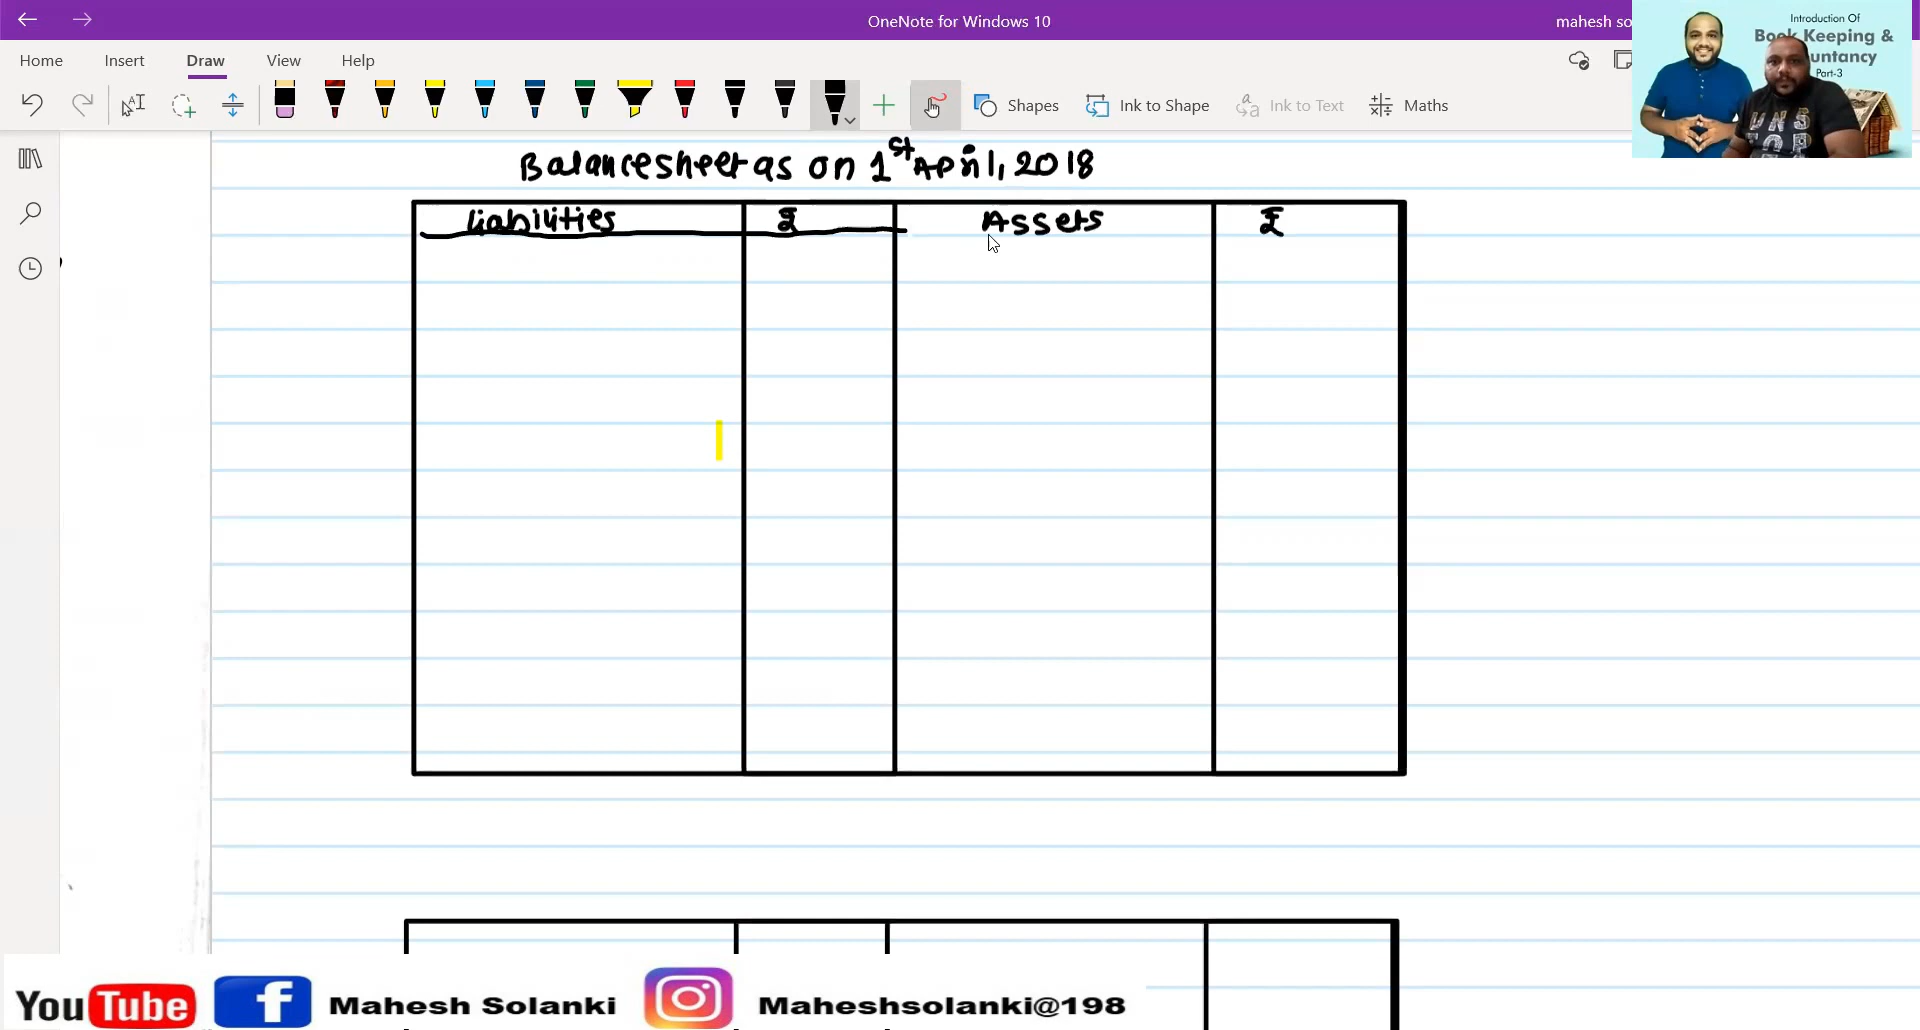 OneNote for Windows 10
mahesh so
Home Insert Draw View Help
Shapes Ink to Shape Ink to Text Maths
Introduction Of
Book Keeping &
untancy
Part-3
Balancesheet as on 1st April, 2018
Liabilities ₹ Assets ₹
YouTube f Mahesh Solanki Maheshsolanki@198